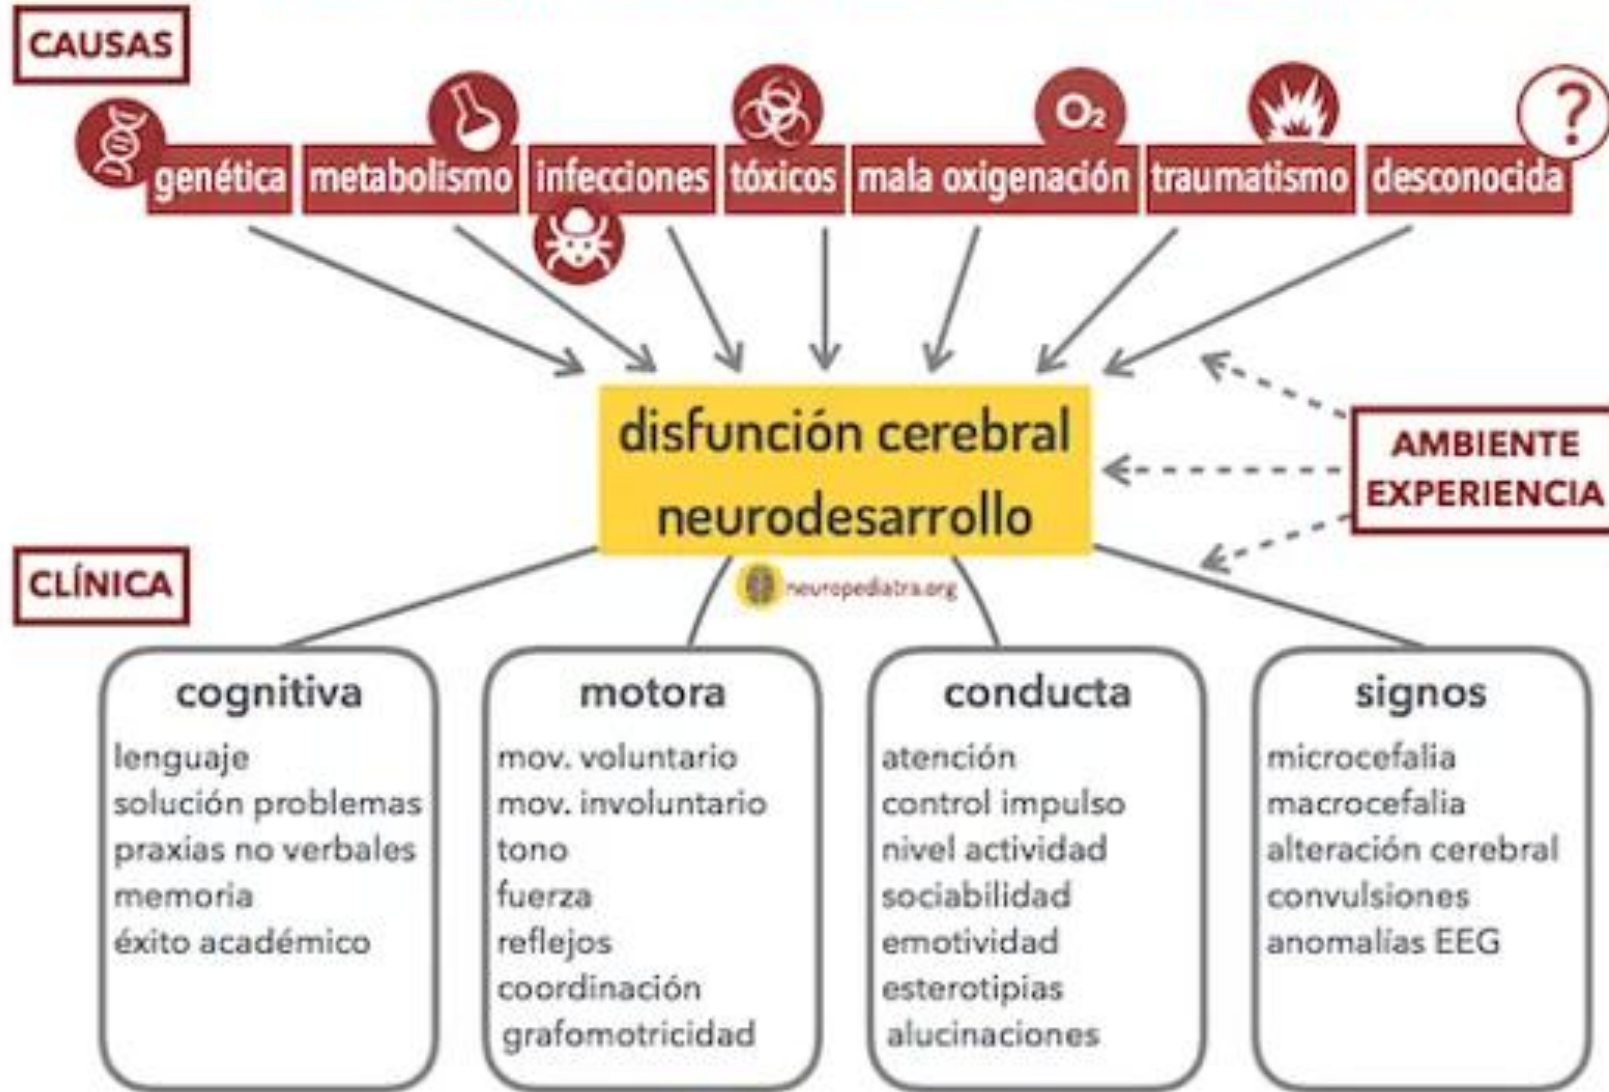 CAUSAS
O₂
?
genética
metabolismo
infecciones
tóxicos
mala oxigenación
traumatismo
desconocida
disfunción cerebral
neurodesarrollo
AMBIENTE
EXPERIENCIA
CLÍNICA
neuropediatra.org
cognitiva
lenguaje
solución problemas
praxias no verbales
memoria
éxito académico
motora
mov. voluntario
mov. involuntario
tono
fuerza
reflejos
coordinación
grafomotricidad
conducta
atención
control impulso
nivel actividad
sociabilidad
emotividad
esterotipias
alucinaciones
signos
microcefalia
macrocefalia
alteración cerebral
convulsiones
anomalías EEG